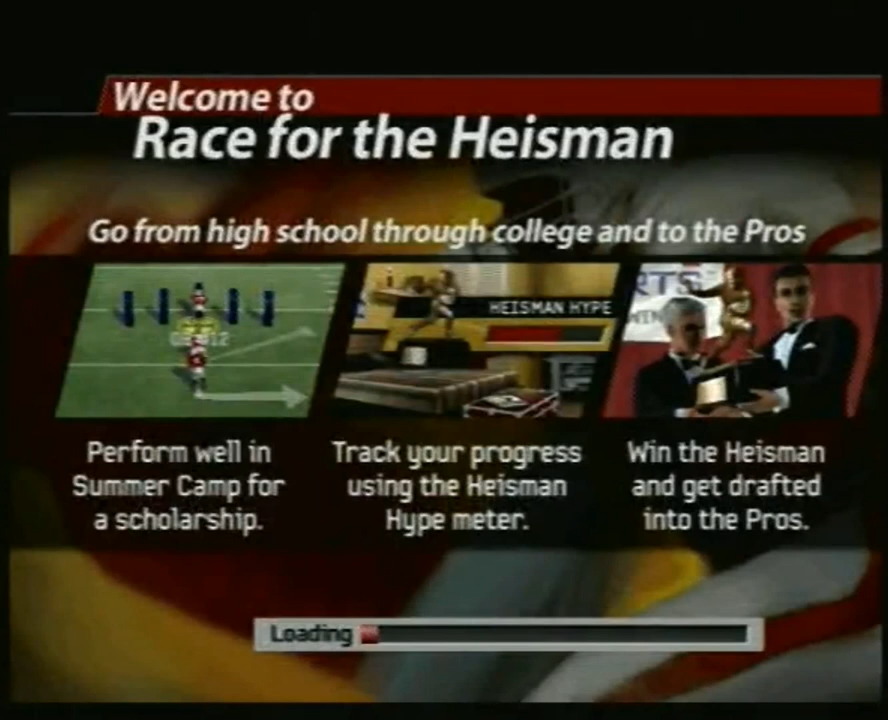 Welcome to
Race for the Heisman
Go from high school through college and to the Pros
HEISMAN HYPE
Perform well in
Summer Camp for
a scholarship.
Track your progress
using the Heisman
Hype meter.
Win the Heisman
and get drafted
into the Pros.
Loading